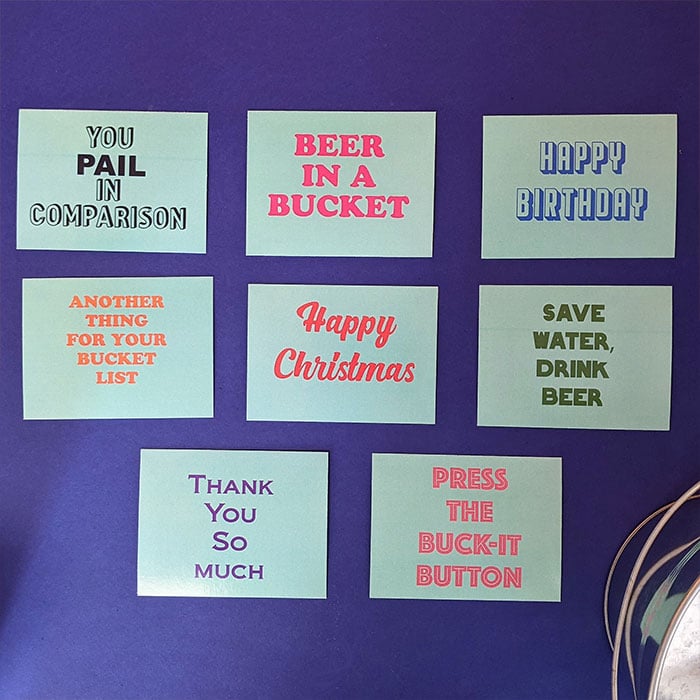 YOU
PAIL
IN
COMPARISON
BEER
IN A
BUCKET
HAPPY
BIRTHDAY
ANOTHER
THING
FOR YOUR
BUCKET
LIST
Happy
Christmas
SAVE
WATER,
DRINK
BEER
THANK
YOU
SO
MUCH
PRESS
THE
BUCK-IT
BUTTON